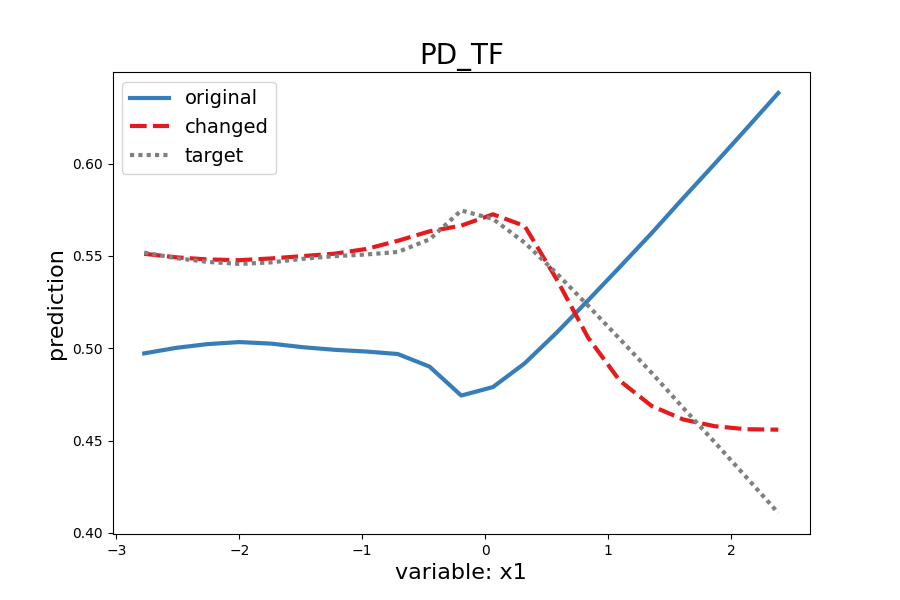 PD_TF
original
changed
target
prediction
0.60
0.55
0.50
0.45
0.40
−3
−2
−1
0
1
2
variable: x1